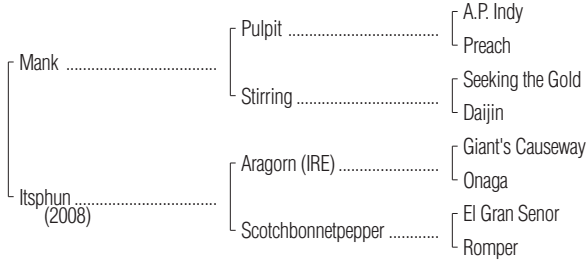 Mank
Itsphun
(2008)
Pulpit
Stirring
Aragorn (IRE)
Scotchbonnetpepper
A.P. Indy
Preach
Seeking the Gold
Daijin
Giant's Causeway
Onaga
El Gran Senor
Romper